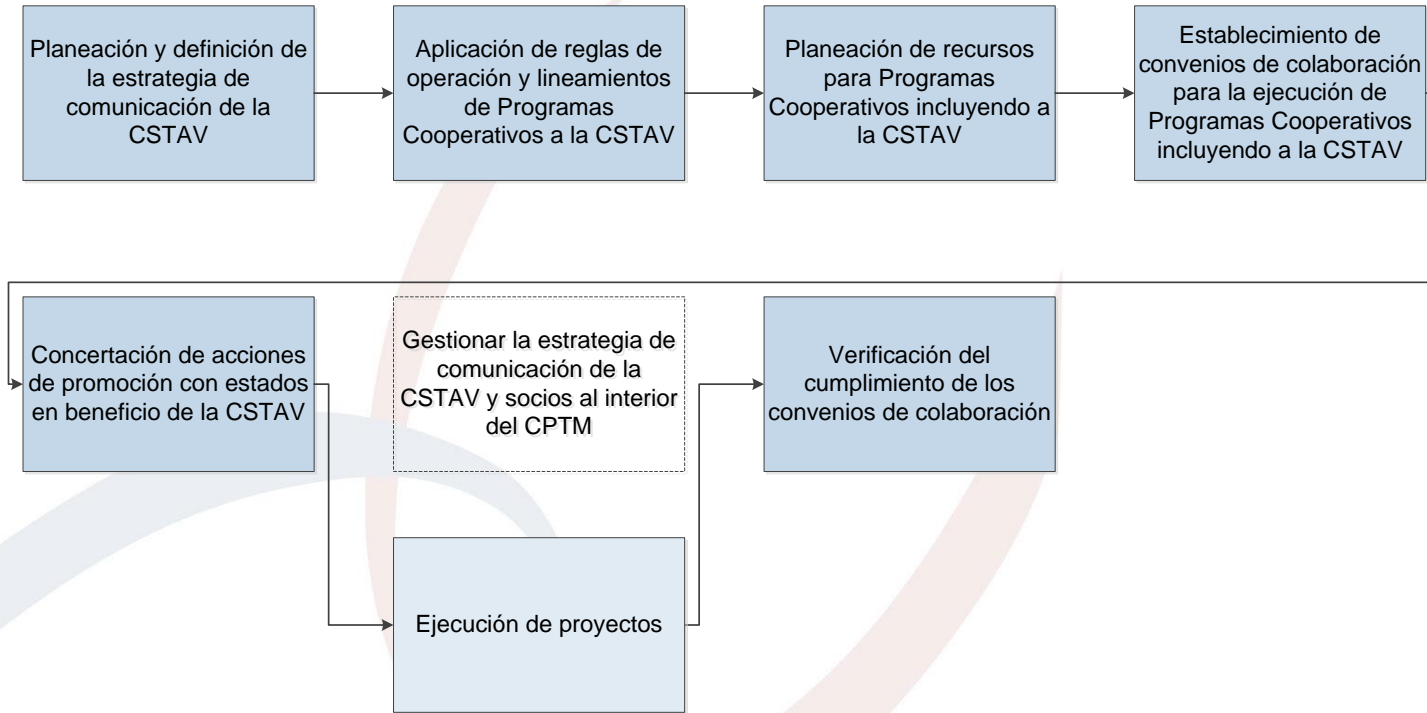 Planeación y definición de
la estrategia de
comunicación de la
CSTAV
Aplicación de reglas de
operación y lineamientos
de Programas
Cooperativos a la CSTAV
Planeación de recursos
para Programas
Cooperativos incluyendo a
la CSTAV
Establecimiento de
convenios de colaboración
para la ejecución de
Programas Cooperativos
incluyendo a la CSTAV
Concertación de acciones
de promoción con estados
en beneficio de la CSTAV
Gestionar la estrategia de
comunicación de la
CSTAV y socios al interior
del CPTM
Verificación del
cumplimiento de los
convenios de colaboración
Ejecución de proyectos